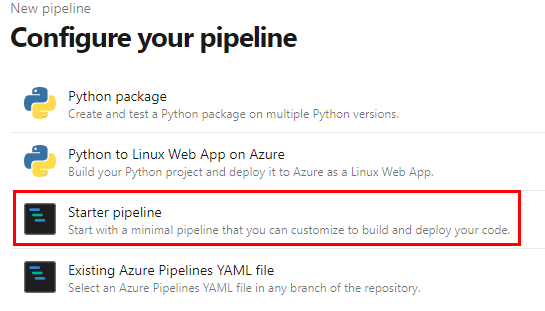 New pipeline
Configure your pipeline
Python package
Create and test a Python package on multiple Python versions.
Python to Linux Web App on Azure
Build your Python project and deploy it to Azure as a Linux Web App.
Starter pipeline
Start with a minimal pipeline that you can customize to build and deploy your code.
Existing Azure Pipelines YAML file
Select an Azure Pipelines YAML file in any branch of the repository.